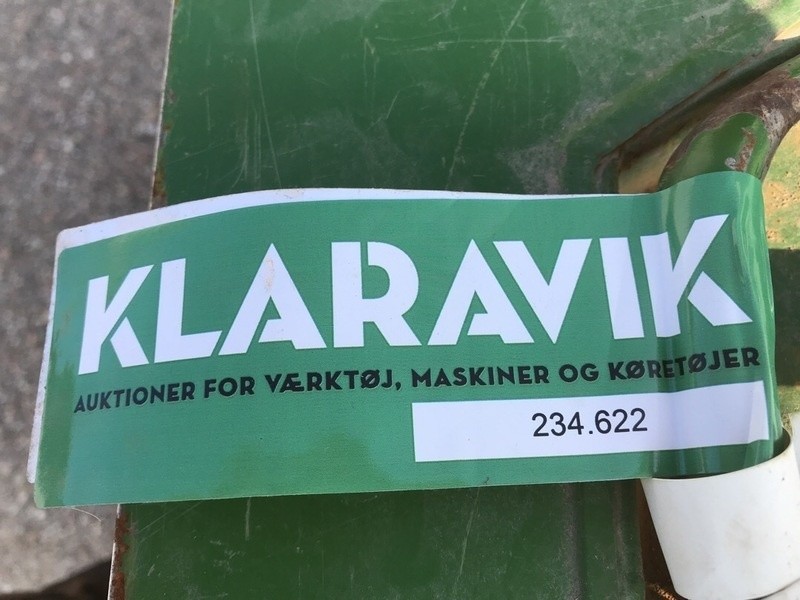 KLARAVIK
AUKTIONER FOR VÆRKTØJ, MASKINER OG KØRETØJER
234.622